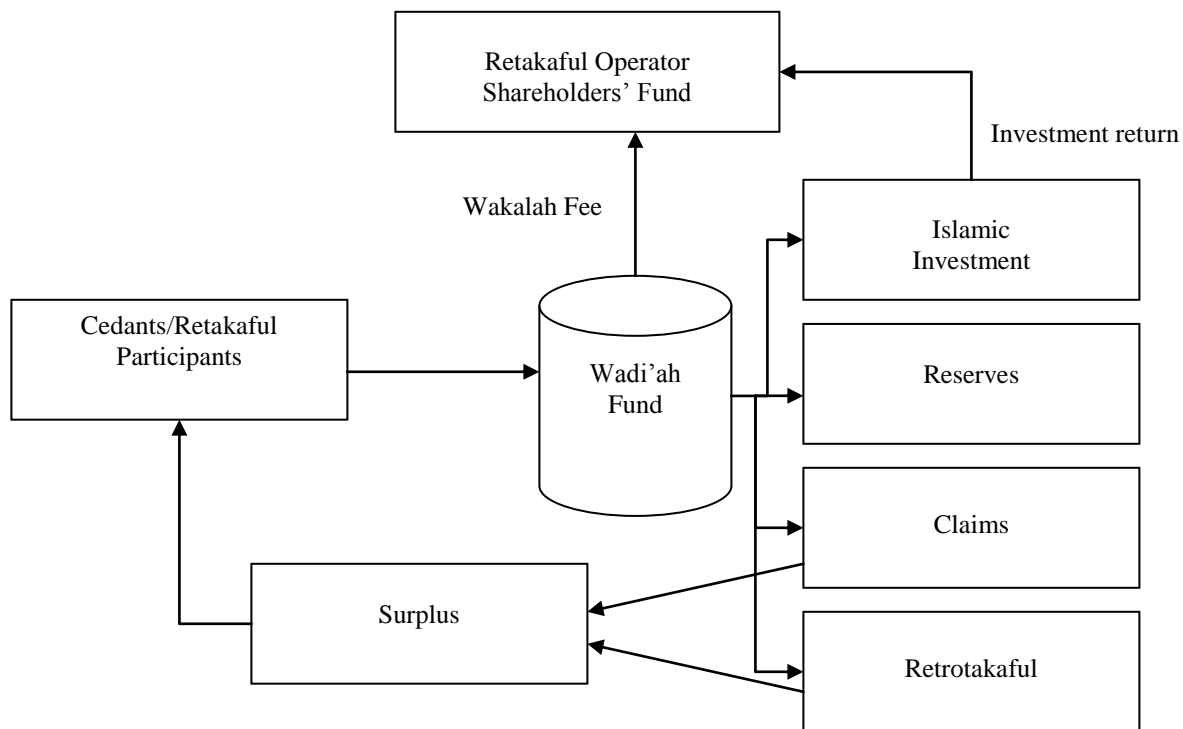 Retakaful Operator
Shareholders’ Fund
Investment return
Wakalah Fee
Islamic
Investment
Cedants/Retakaful
Participants
Wadi’ah
Fund
Reserves
Claims
Surplus
Retrotakaful